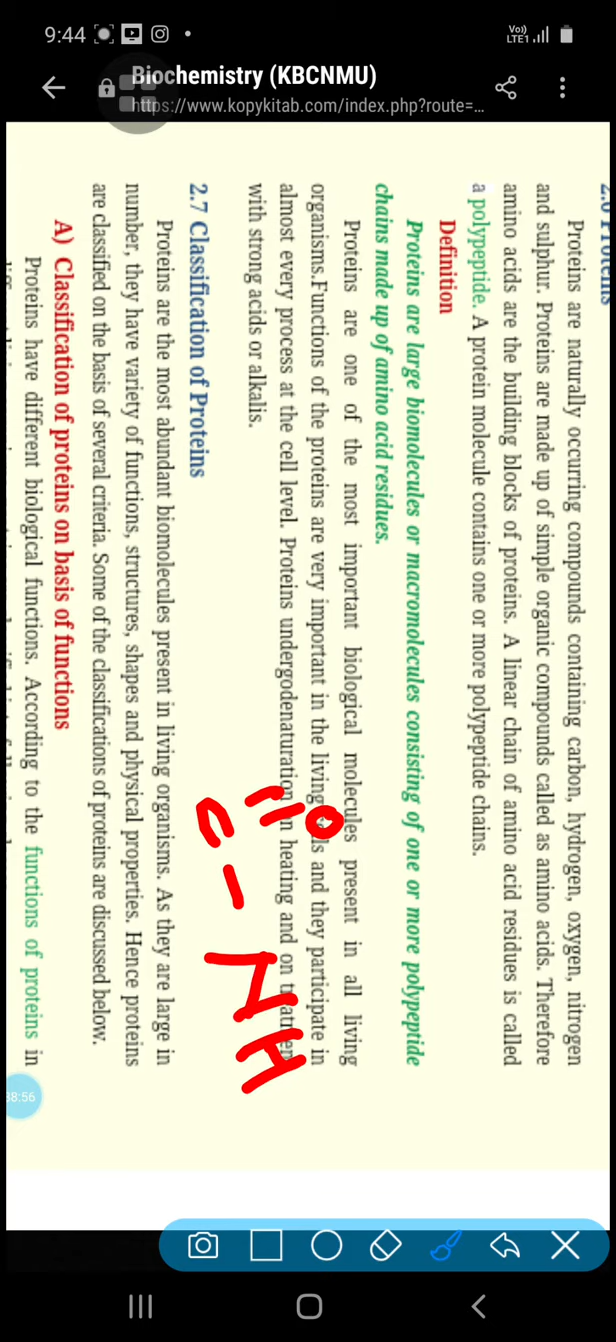 9:44
Vo))
LTE1
Biochemistry (KBCNMU)
https://www.kopykitab.com/index.php?route=...
2.6 Proteins
Proteins are naturally occurring compounds containing carbon, hydrogen, oxygen, nitrogen
and sulphur. Proteins are made up of simple organic compounds called as amino acids. Therefore
amino acids are the building blocks of proteins. A linear chain of amino acid residues is called
a polypeptide. A protein molecule contains one or more polypeptide chains.
Definition
Proteins are large biomolecules or macromolecules consisting of one or more polypeptide
chains made up of amino acid residues.
Proteins are one of the most important biological molecules present in all living
organisms.Functions of the proteins are very important in the living and they participate in
almost every process at the cell level. Proteins undergodenaturation on heating and on
with strong acids or alkalis.
2.7 Classification of Proteins
Proteins are the most abundant biomolecules present in living organisms. As they are large in
number, they have variety of functions, structures, shapes and physical properties. Hence proteins
are classified on the basis of several criteria. Some of the classifications of proteins are discussed below.
A) Classification of proteins on basis of functions
Proteins have different biological functions. According to the functions of proteins in
O
=
C - NH
38:56